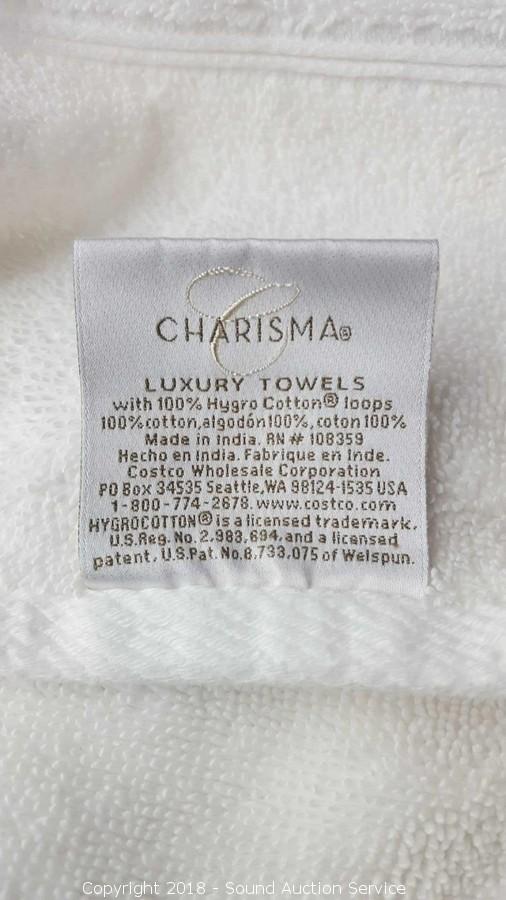 CHARISMA®
LUXURY TOWELS
with 100% Hygro Cotton® loops
100%cotton,algodón100%,coton 100%
Made in India. RN # 108359
Hecho en India. Fabrique en Inde.
Costco Wholesale Corporation
PO Box 34535 Seattle,WA 98124-1535 USA
1-800-774-2678. www.costco.com
HYGROCOTTON® is a licensed trademark.
U.S.Reg. No. 2,983,694,and a licensed
patent, U.S.Pat. No.8,733,075 of Welspun.
Copyright 2018 - Sound Auction Service